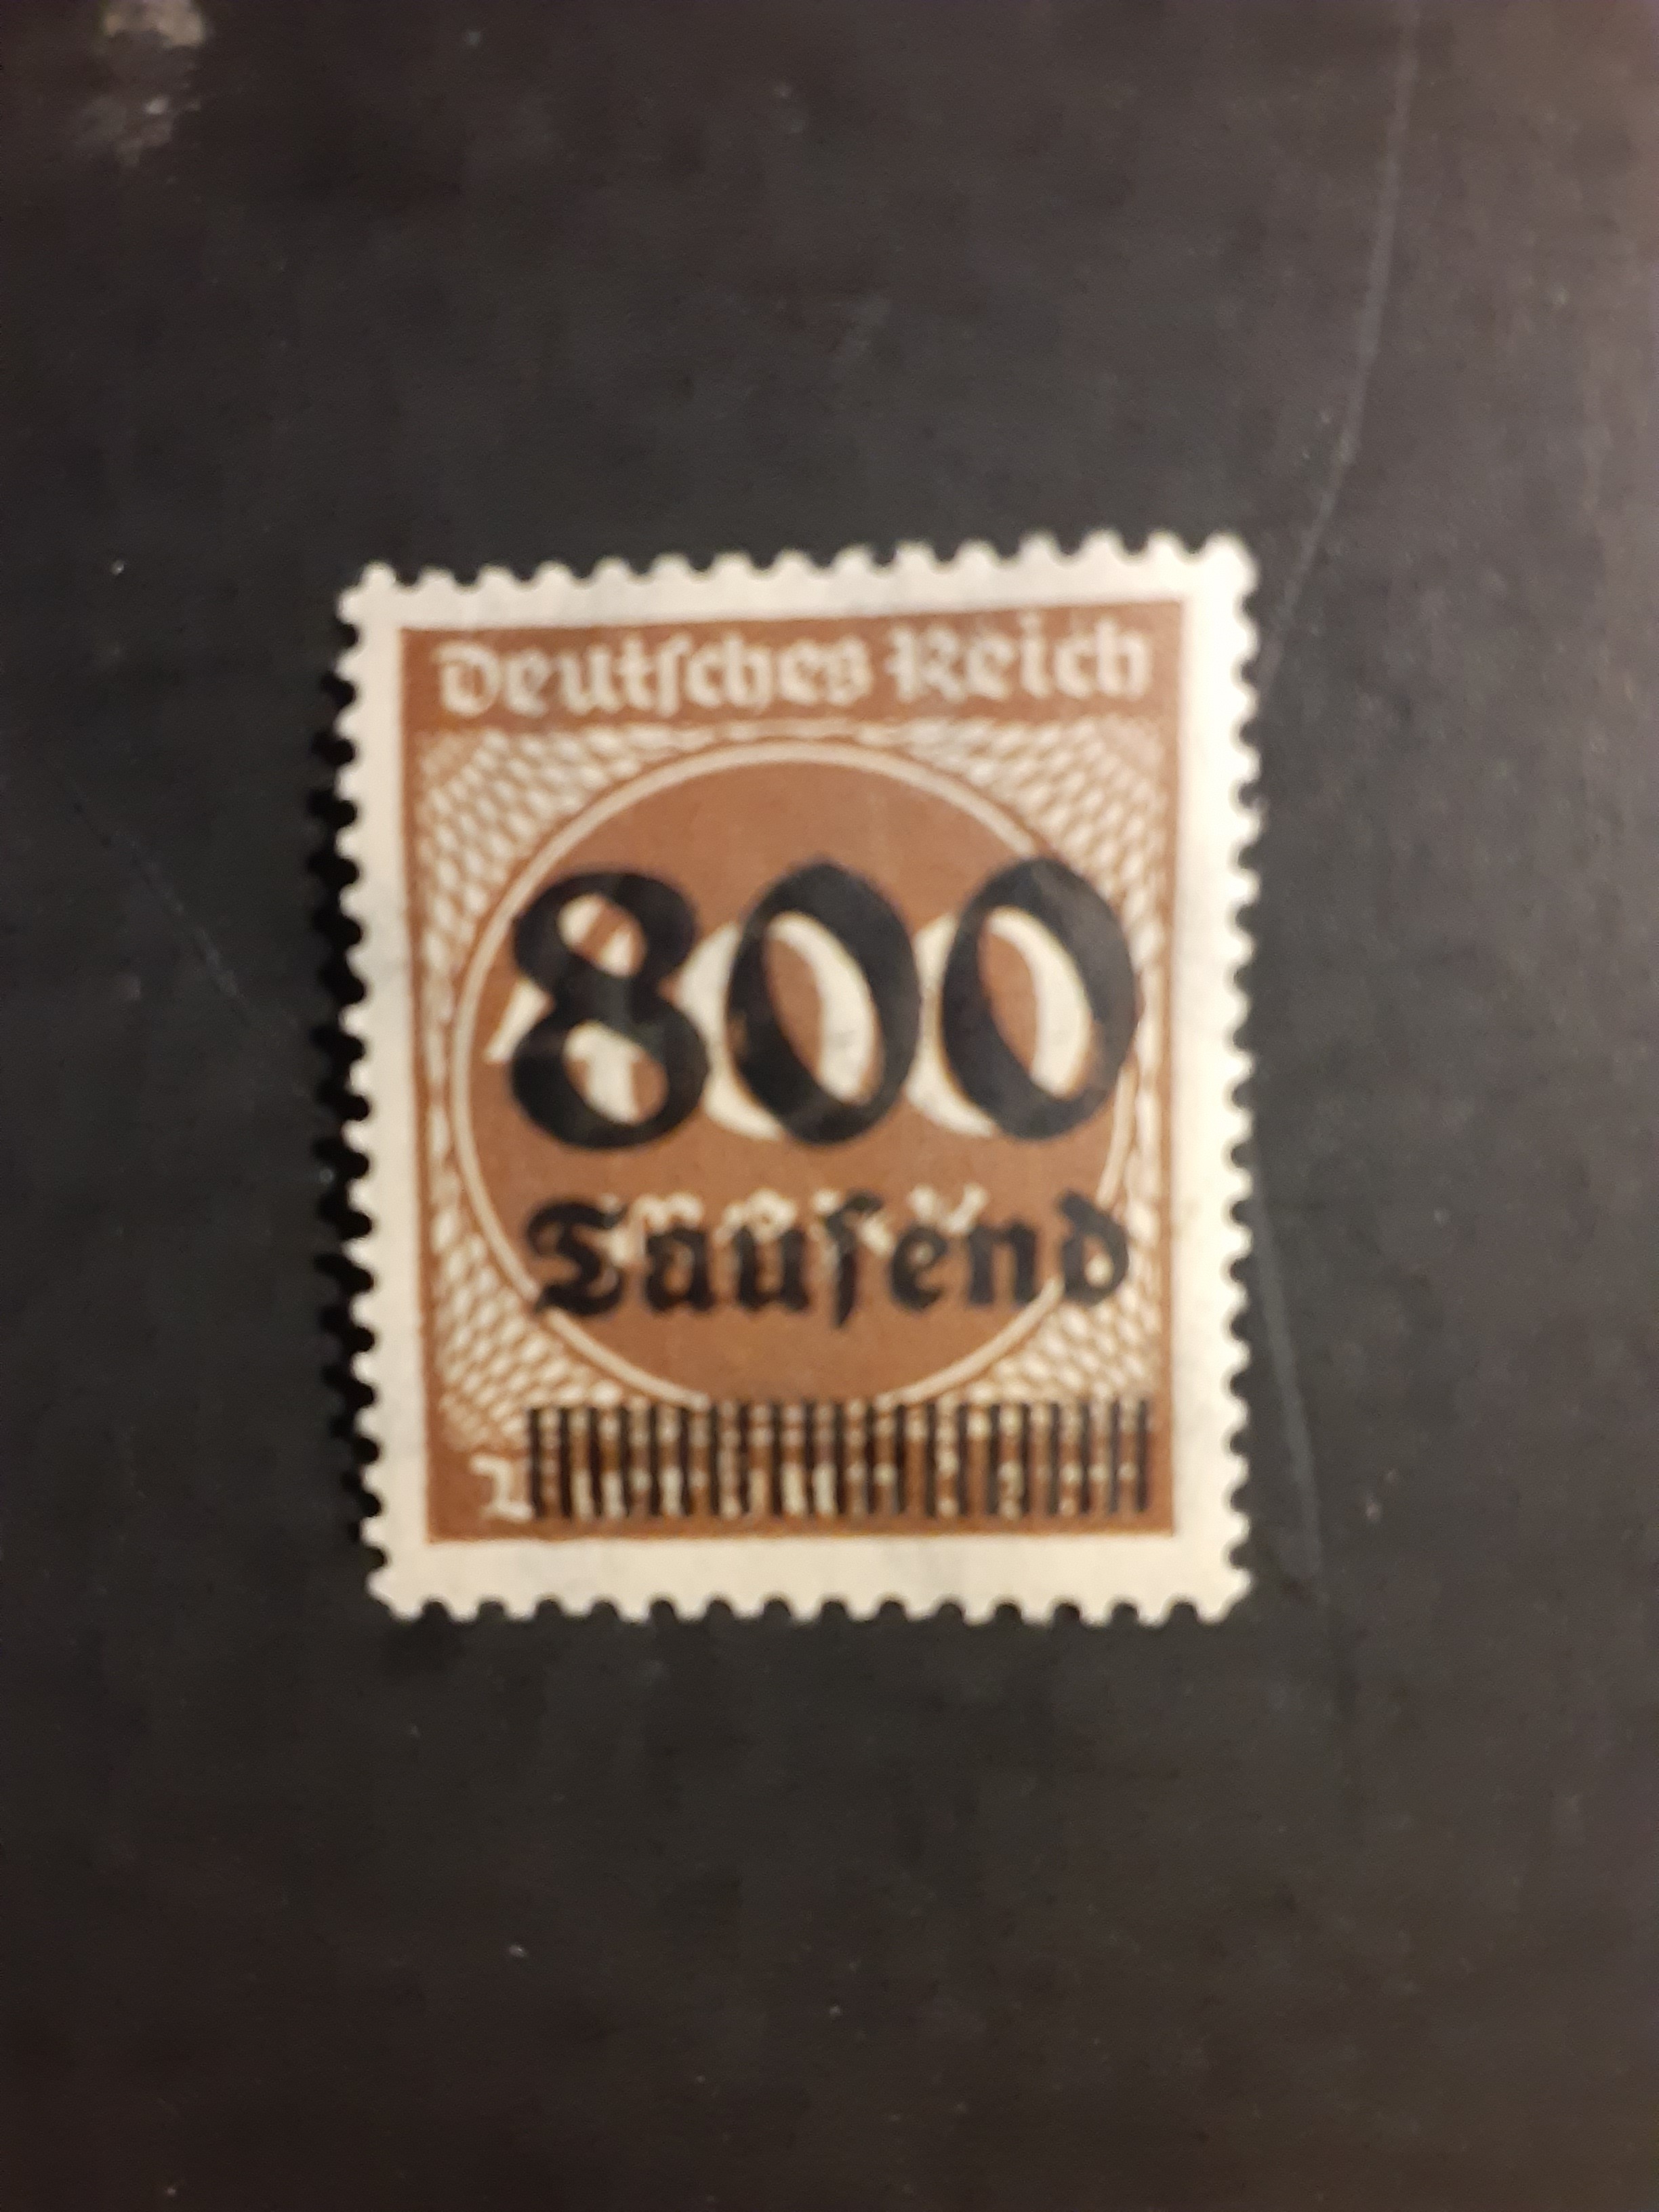 Deutſches Reich
800
Tauſend